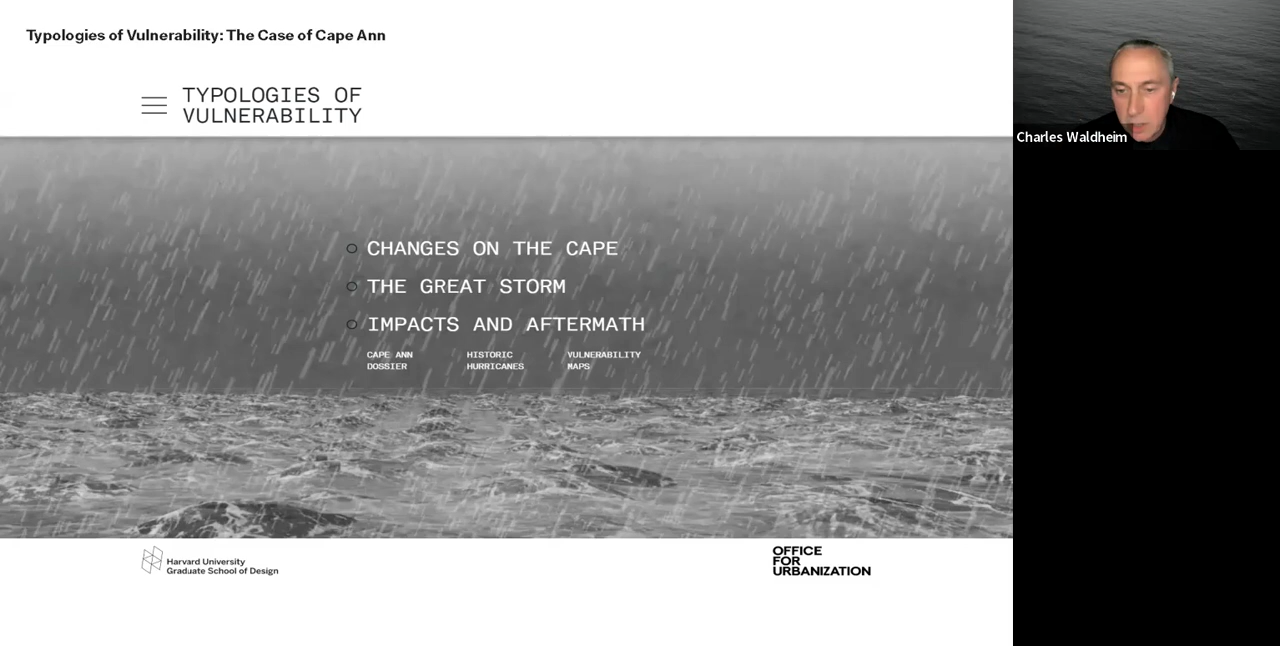 Typologies of Vulnerability: The Case of Cape Ann
TYPOLOGIES OF
VULNERABILITY
CHANGES ON THE CAPE
THE GREAT STORM
IMPACTS AND AFTERMATH
CAPE ANN
DOSSIER
HISTORIC
HURRICANES
VULNERABILITY
MAPS
Harvard University
Graduate School of Design
OFFICE
FOR
URBANIZATION
Charles Waldheim